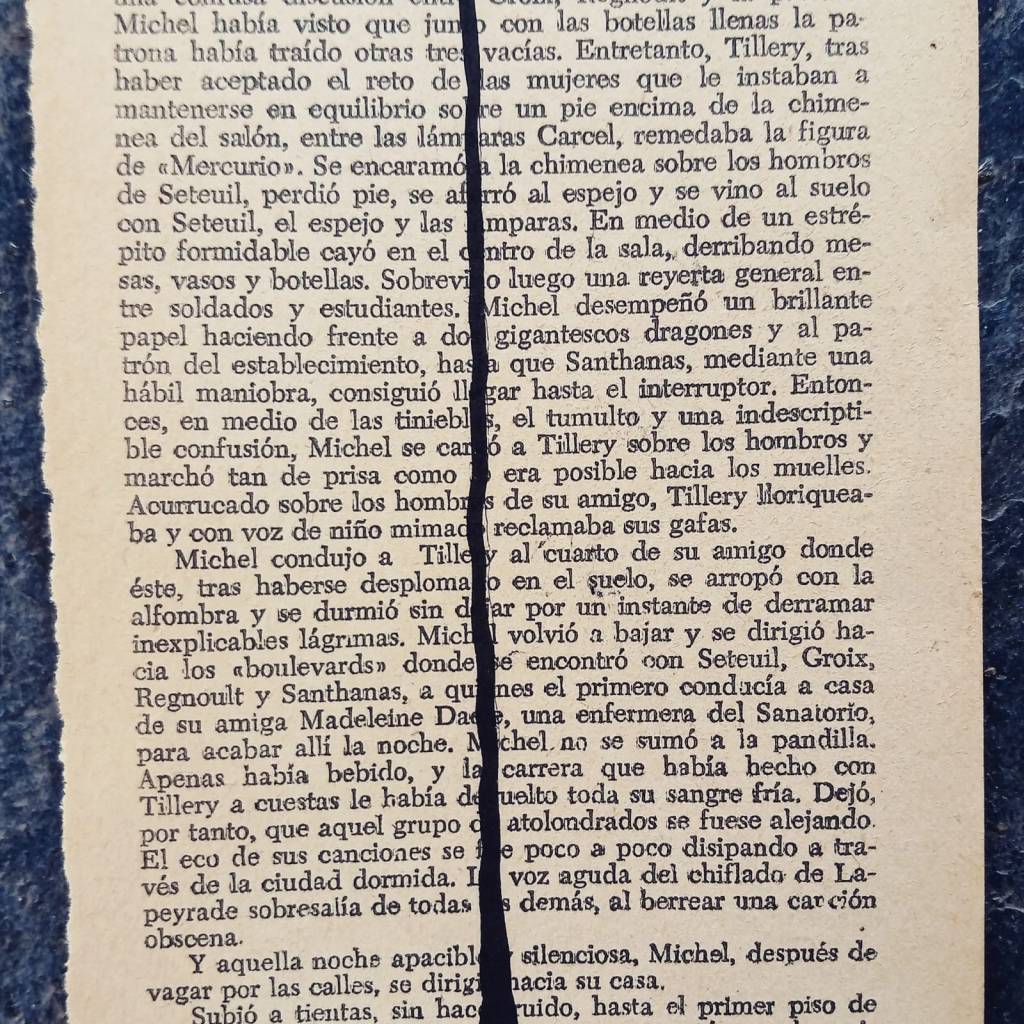 una confusa discusión entre Groix, Regnoult y la
Michel había visto que junto con las botellas llenas la pa-
trona había traído otras tres vacías. Entretanto, Tillery, tras
haber aceptado el reto de las mujeres que le instaban a
mantenerse en equilibrio sobre un pie encima de la chime-
nea del salón, entre las lámparas Carcel, remedaba la figura
de «Mercurio». Se encaramó a la chimenea sobre los hombros
de Seteuil, perdió pie, se aferró al espejo y se vino al suelo
con Seteuil, el espejo y las lámparas. En medio de un estré-
pito formidable cayó en el centro de la sala, derribando me-
sas, vasos y botellas. Sobrevino luego una reyerta general en-
tre soldados y estudiantes. Michel desempeñó un brillante
papel haciendo frente a dos gigantescos dragones y al pa-
trón del establecimiento, hasta que Santhanas, mediante una
hábil maniobra, consiguió llegar hasta el interruptor. Enton-
ces, en medio de las tinieblas, el tumulto y una indescripti-
ble confusión, Michel se cargó a Tillery sobre los hombros y
marchó tan de prisa como le era posible hacia los muelles.
Acurrucado sobre los hombros de su amigo, Tillery lloriquea-
ba y con voz de niño mimado reclamaba sus gafas.
Michel condujo a Tillery al cuarto de su amigo donde
éste, tras haberse desplomado en el suelo, se arropó con la
alfombra y se durmió sin dejar por un instante de derramar
inexplicables lágrimas. Michel volvió a bajar y se dirigió ha-
cia los «boulevards» donde se encontró con Seteuil, Groix,
Regnoult y Santhanas, a quienes el primero conducía a casa
de su amiga Madeleine una enfermera del Sanatorio,
para acabar allí la noche. Michel no se sumó a la pandilla.
Apenas había bebido, y la carrera que había hecho con
Tillery a cuestas le había devuelto toda su sangre fría. Dejó,
por tanto, que aquel grupo de atolondrados se fuese alejando.
El eco de sus canciones se fue poco a poco disipando a tra-
vés de la ciudad dormida. La voz aguda del chiflado de La-
peyrade sobresalía de todas las demás, al berrear una canción
obscena.
Y aquella noche apacible y silenciosa, Michel, después de
vagar por las calles, se dirigió hacia su casa.
Subió a tientas, sin hacer ruido, hasta el primer piso de